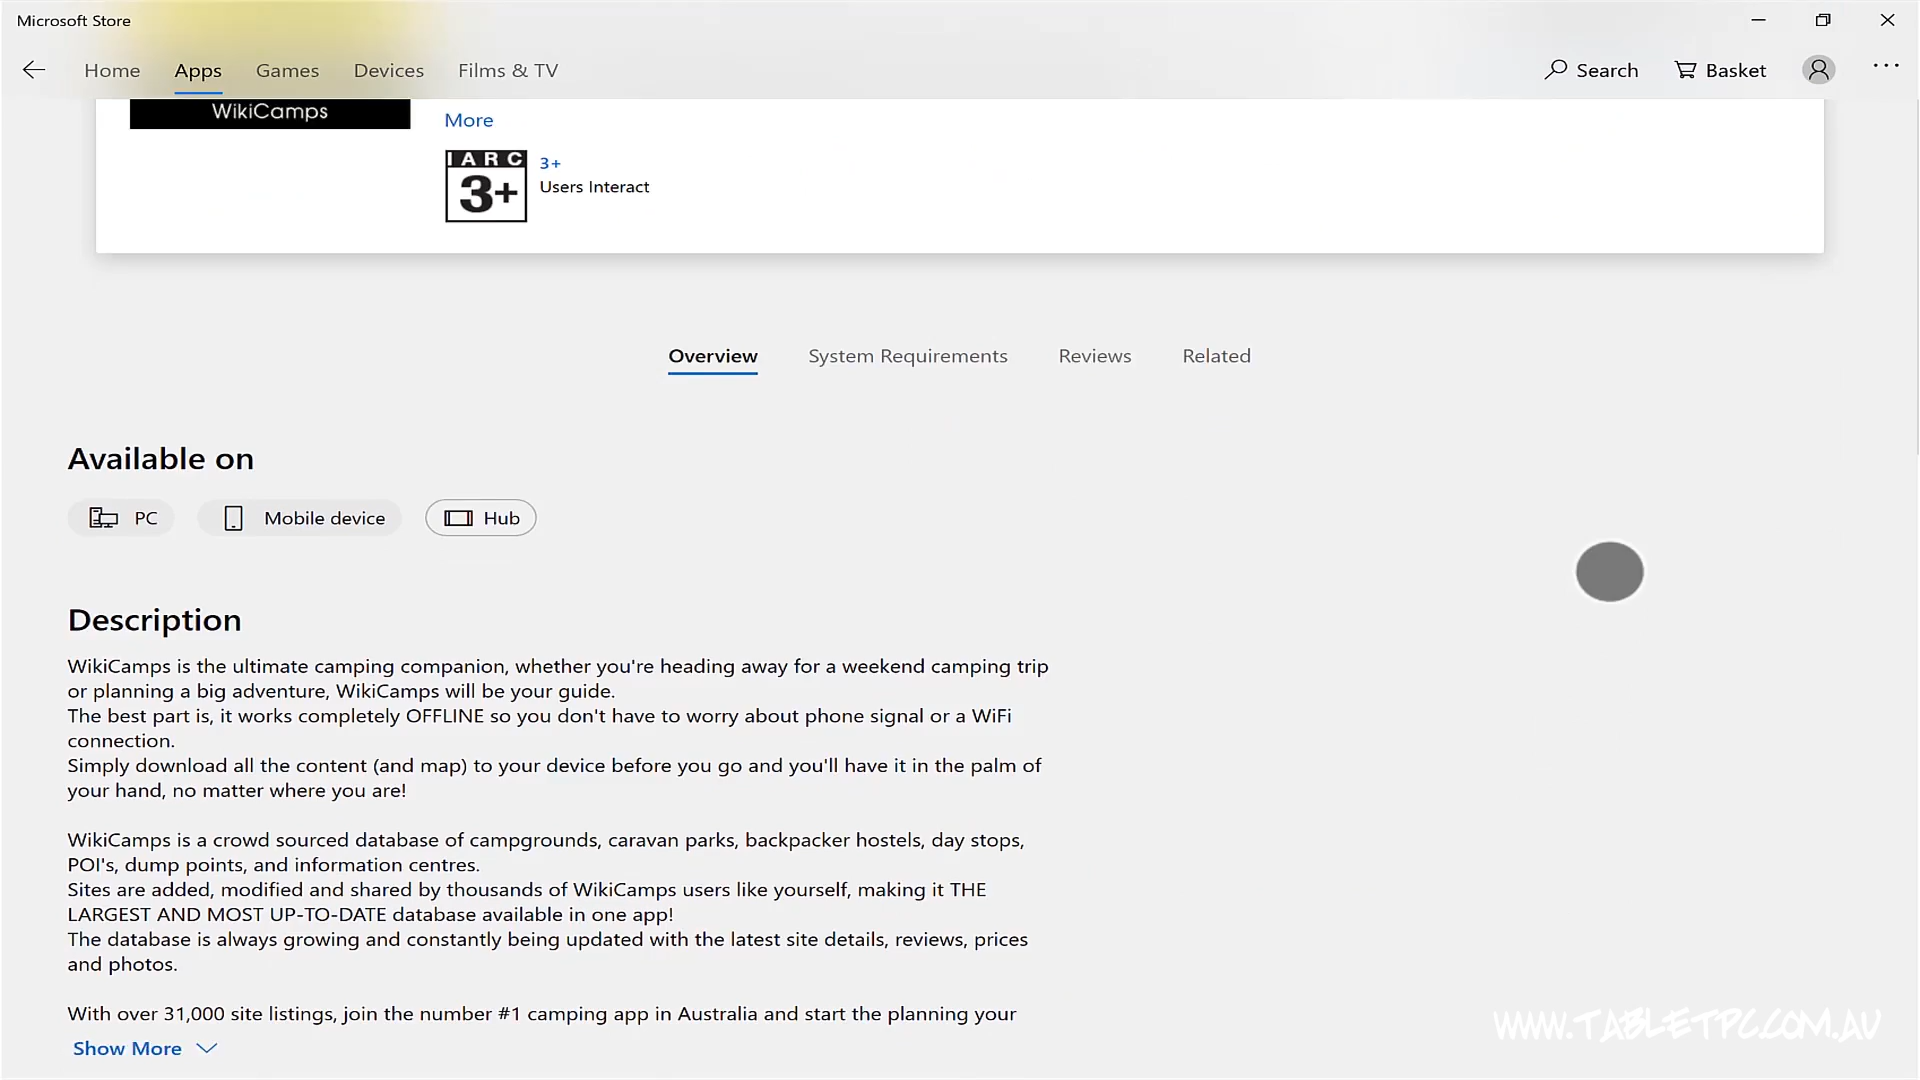 Microsoft Store
Home Apps Games Devices Films & TV Search Basket
WikiCamps
More
IARC
3+
3+
Users Interact
Overview System Requirements Reviews Related
Available on
PC Mobile device Hub
Description
WikiCamps is the ultimate camping companion, whether you're heading away for a weekend camping trip
or planning a big adventure, WikiCamps will be your guide.
The best part is, it works completely OFFLINE so you don't have to worry about phone signal or a WiFi
connection.
Simply download all the content (and map) to your device before you go and you'll have it in the palm of
your hand, no matter where you are!
WikiCamps is a crowd sourced database of campgrounds, caravan parks, backpacker hostels, day stops,
POI's, dump points, and information centres.
Sites are added, modified and shared by thousands of WikiCamps users like yourself, making it THE
LARGEST AND MOST UP-TO-DATE database available in one app!
The database is always growing and constantly being updated with the latest site details, reviews, prices
and photos.
With over 31,000 site listings, join the number #1 camping app in Australia and start the planning your
Show More
WWW.TABLETPC.COM.AU